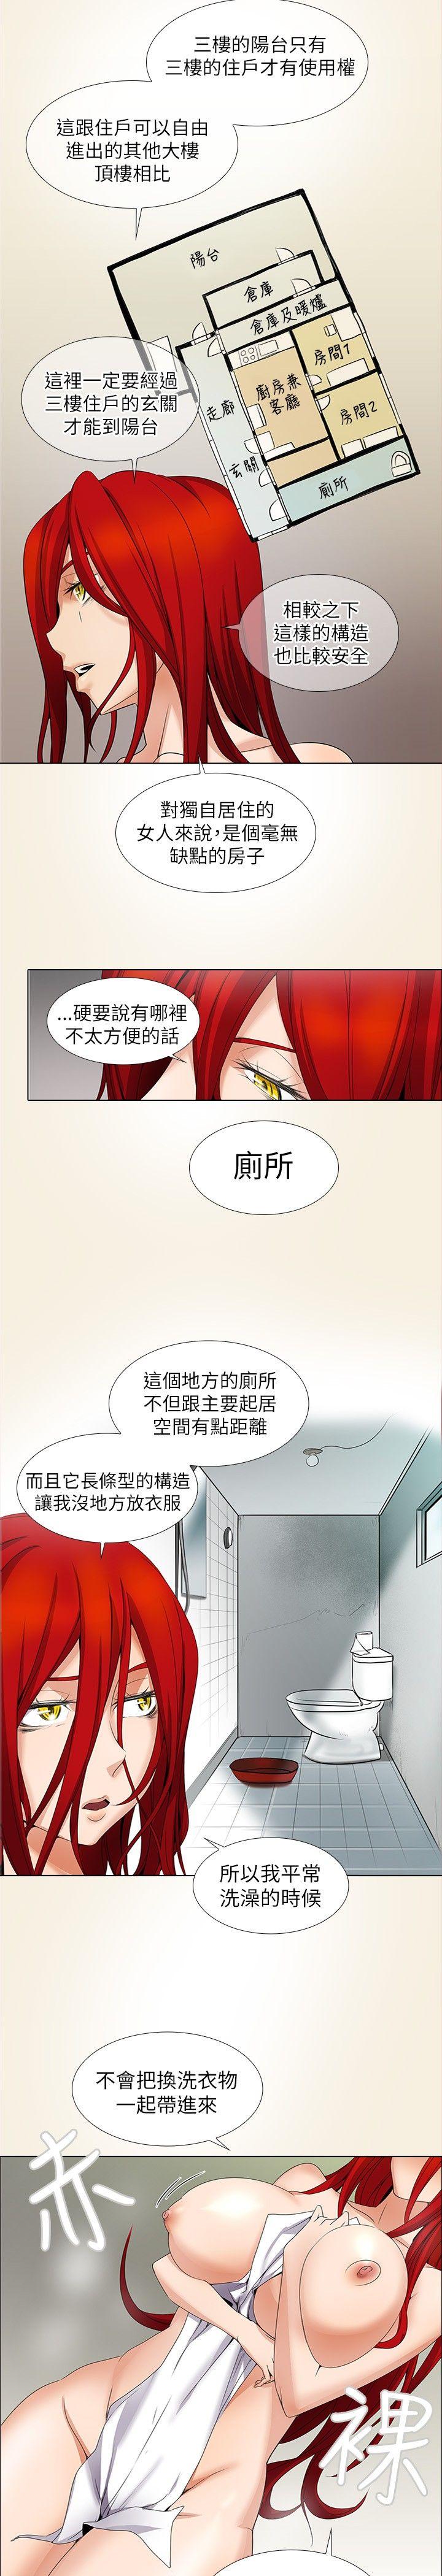 三樓的陽台只有
三樓的住戶才有使用權
這跟住戶可以自由
進出的其他大樓
頂樓相比
陽台
倉庫
倉庫及暖爐
房間1
廚房兼
客廳
走廊
房間2
玄關
廁所
這裡一定要經過
三樓住戶的玄關
才能到陽台
相較之下
這樣的構造
也比較安全
對獨自居住的
女人來說，是個毫無
缺點的房子
...硬要說有哪裡
不太方便的話
廁所
這個地方的廁所
不但跟主要起居
空間有點距離
而且它長條型的構造
讓我沒地方放衣服
所以我平常
洗澡的時候
不會把換洗衣物
一起帶進來
赤
裸